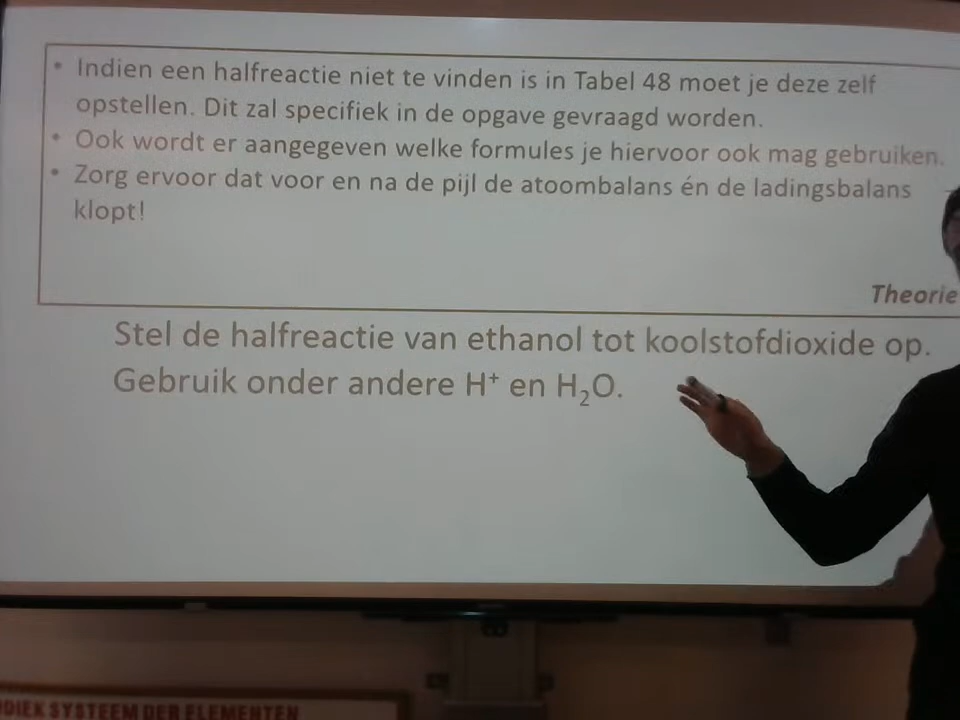 • Indien een halfreactie niet te vinden is in Tabel 48 moet je deze zelf
opstellen. Dit zal specifiek in de opgave gevraagd worden.
• Ook wordt er aangegeven welke formules je hiervoor ook mag gebruiken.
• Zorg ervoor dat voor en na de pijl de atoombalans én de ladingsbalans
klopt!
Theorie
Stel de halfreactie van ethanol tot koolstofdioxide op.
Gebruik onder andere H⁺ en H₂O.
SYSTEEM DER ELEMENTEN